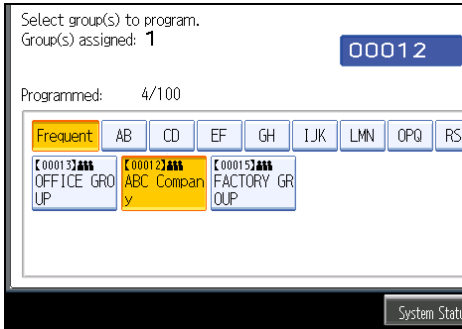 Select group(s) to program.
Group(s) assigned: 1
00012
Programmed: 4/100
Frequent AB CD EF GH IJK LMN OPQ RS
【00013】 【00012】 【00015】
OFFICE GRO ABC Compan FACTORY GR
UP y OUP
System Statu